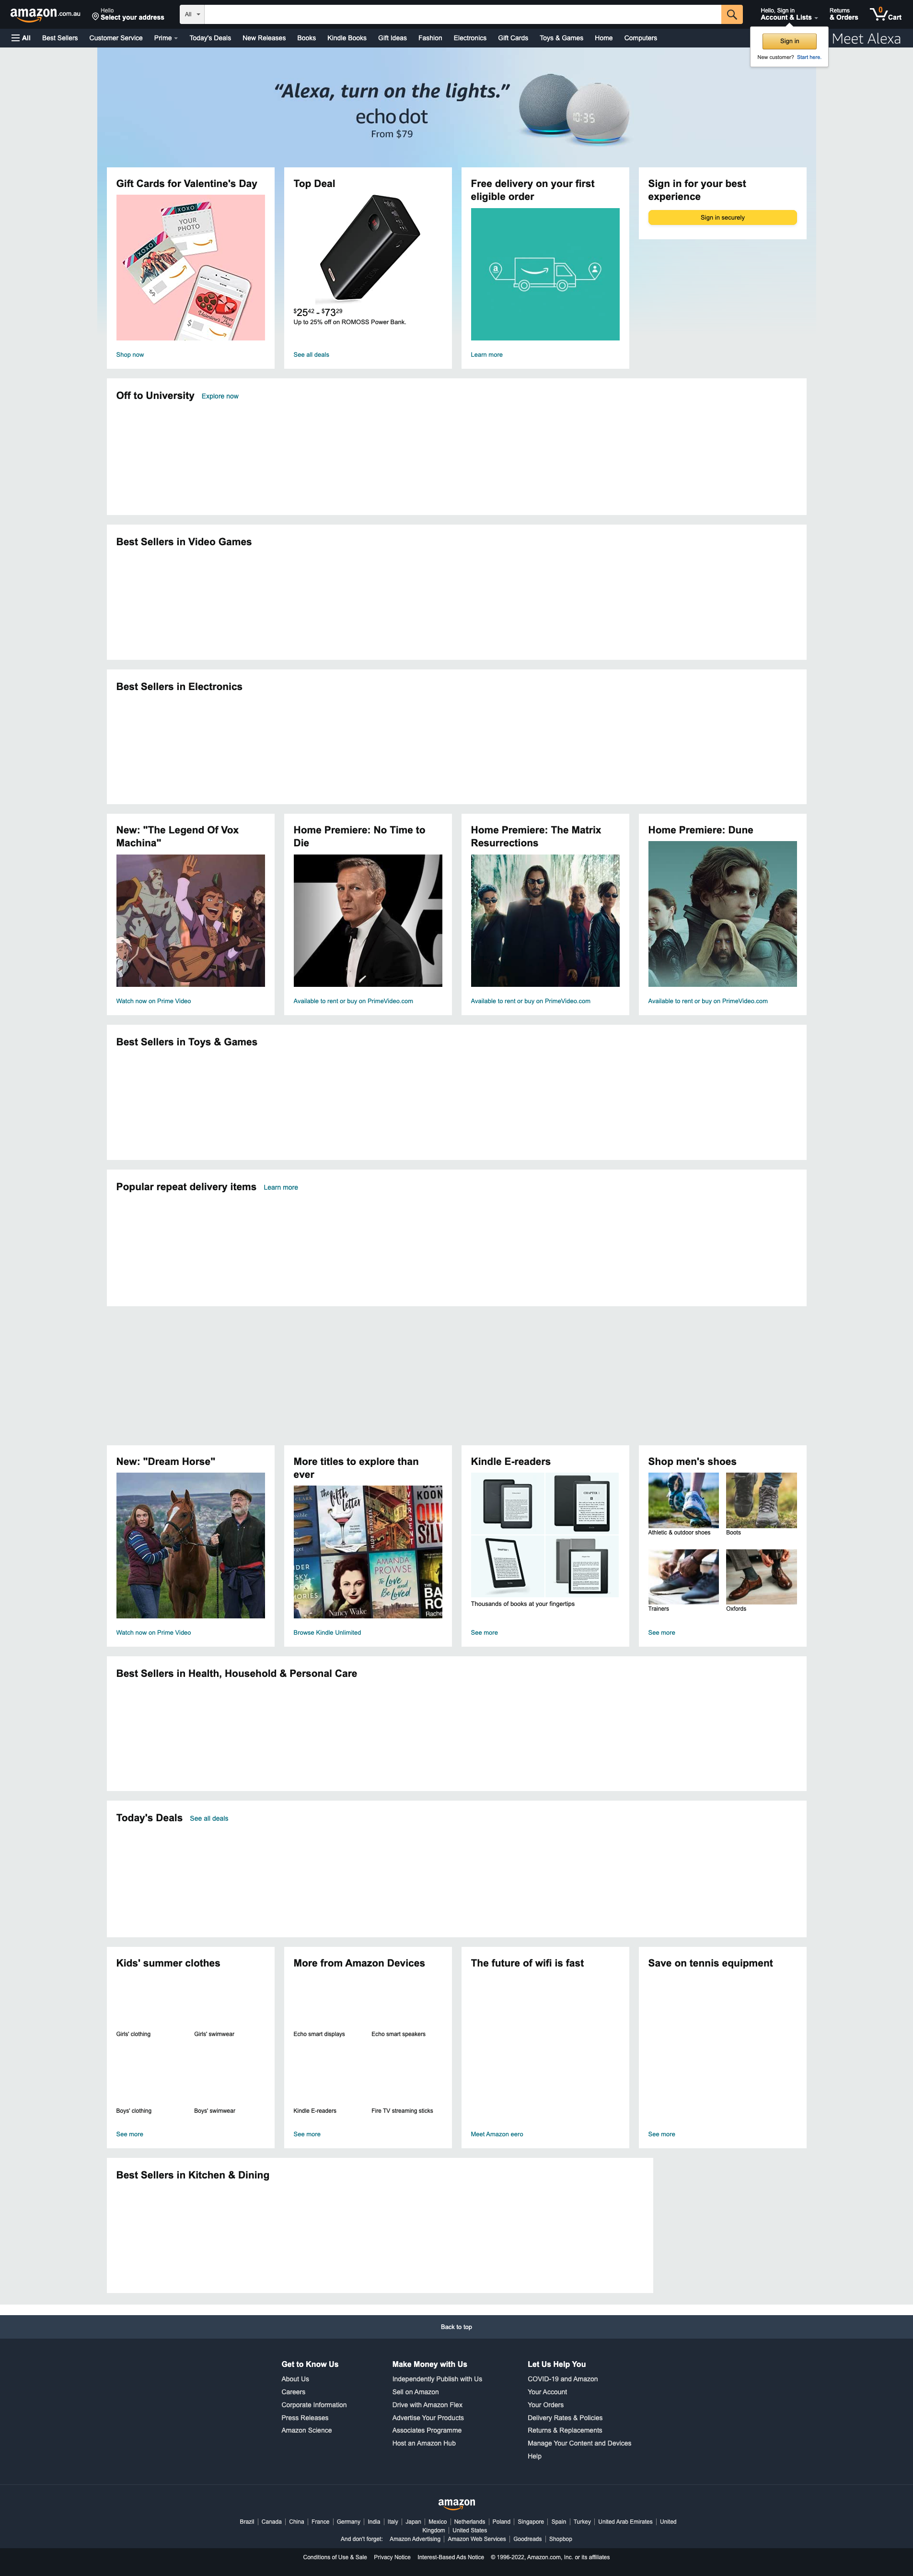 amazon.com.au
Hello
Select your address
All
Hello, Sign in
Account & Lists
Returns
& Orders
0
Cart
All
Best Sellers
Customer Service
Prime
Today's Deals
New Releases
Books
Kindle Books
Gift Ideas
Fashion
Electronics
Gift Cards
Toys & Games
Home
Computers
Meet Alexa
Sign in
New customer? Start here.
“Alexa, turn on the lights.”
echo dot
From $79
Gift Cards for Valentine's Day
XOXO
YOUR
PHOTO
XOXO
Shop now
Top Deal
$25⁴² - $73²⁹
Up to 25% off on ROMOSS Power Bank.
See all deals
Free delivery on your first
eligible order
Learn more
Sign in for your best
experience
Sign in securely
Off to University Explore now
Best Sellers in Video Games
Best Sellers in Electronics
New: "The Legend Of Vox
Machina"
Watch now on Prime Video
Home Premiere: No Time to
Die
Available to rent or buy on PrimeVideo.com
Home Premiere: The Matrix
Resurrections
Available to rent or buy on PrimeVideo.com
Home Premiere: Dune
Available to rent or buy on PrimeVideo.com
Best Sellers in Toys & Games
Popular repeat delivery items Learn more
New: "Dream Horse"
Watch now on Prime Video
More titles to explore than
ever
the fifth
letter
KOON
SILV
AMANDA
PROWSE
To Love
and
Be Loved
Nancy Wake
Browse Kindle Unlimited
Kindle E-readers
Thousands of books at your fingertips
See more
Shop men's shoes
Athletic & outdoor shoes
Boots
Trainers
Oxfords
See more
Best Sellers in Health, Household & Personal Care
Today's Deals See all deals
Kids' summer clothes
Girls' clothing
Girls' swimwear
Boys' clothing
Boys' swimwear
See more
More from Amazon Devices
Echo smart displays
Echo smart speakers
Kindle E-readers
Fire TV streaming sticks
See more
The future of wifi is fast
Meet Amazon eero
Save on tennis equipment
See more
Best Sellers in Kitchen & Dining
Back to top
Get to Know Us
About Us
Careers
Corporate Information
Press Releases
Amazon Science
Make Money with Us
Independently Publish with Us
Sell on Amazon
Drive with Amazon Flex
Advertise Your Products
Associates Programme
Host an Amazon Hub
Let Us Help You
COVID-19 and Amazon
Your Account
Your Orders
Delivery Rates & Policies
Returns & Replacements
Manage Your Content and Devices
Help
amazon
Brazil Canada China France Germany India Italy Japan Mexico Netherlands Poland Singapore Spain Turkey United Arab Emirates United
Kingdom United States
And don't forget: Amazon Advertising Amazon Web Services Goodreads Shopbop
Conditions of Use & Sale Privacy Notice Interest-Based Ads Notice © 1996-2022, Amazon.com, Inc. or its affiliates